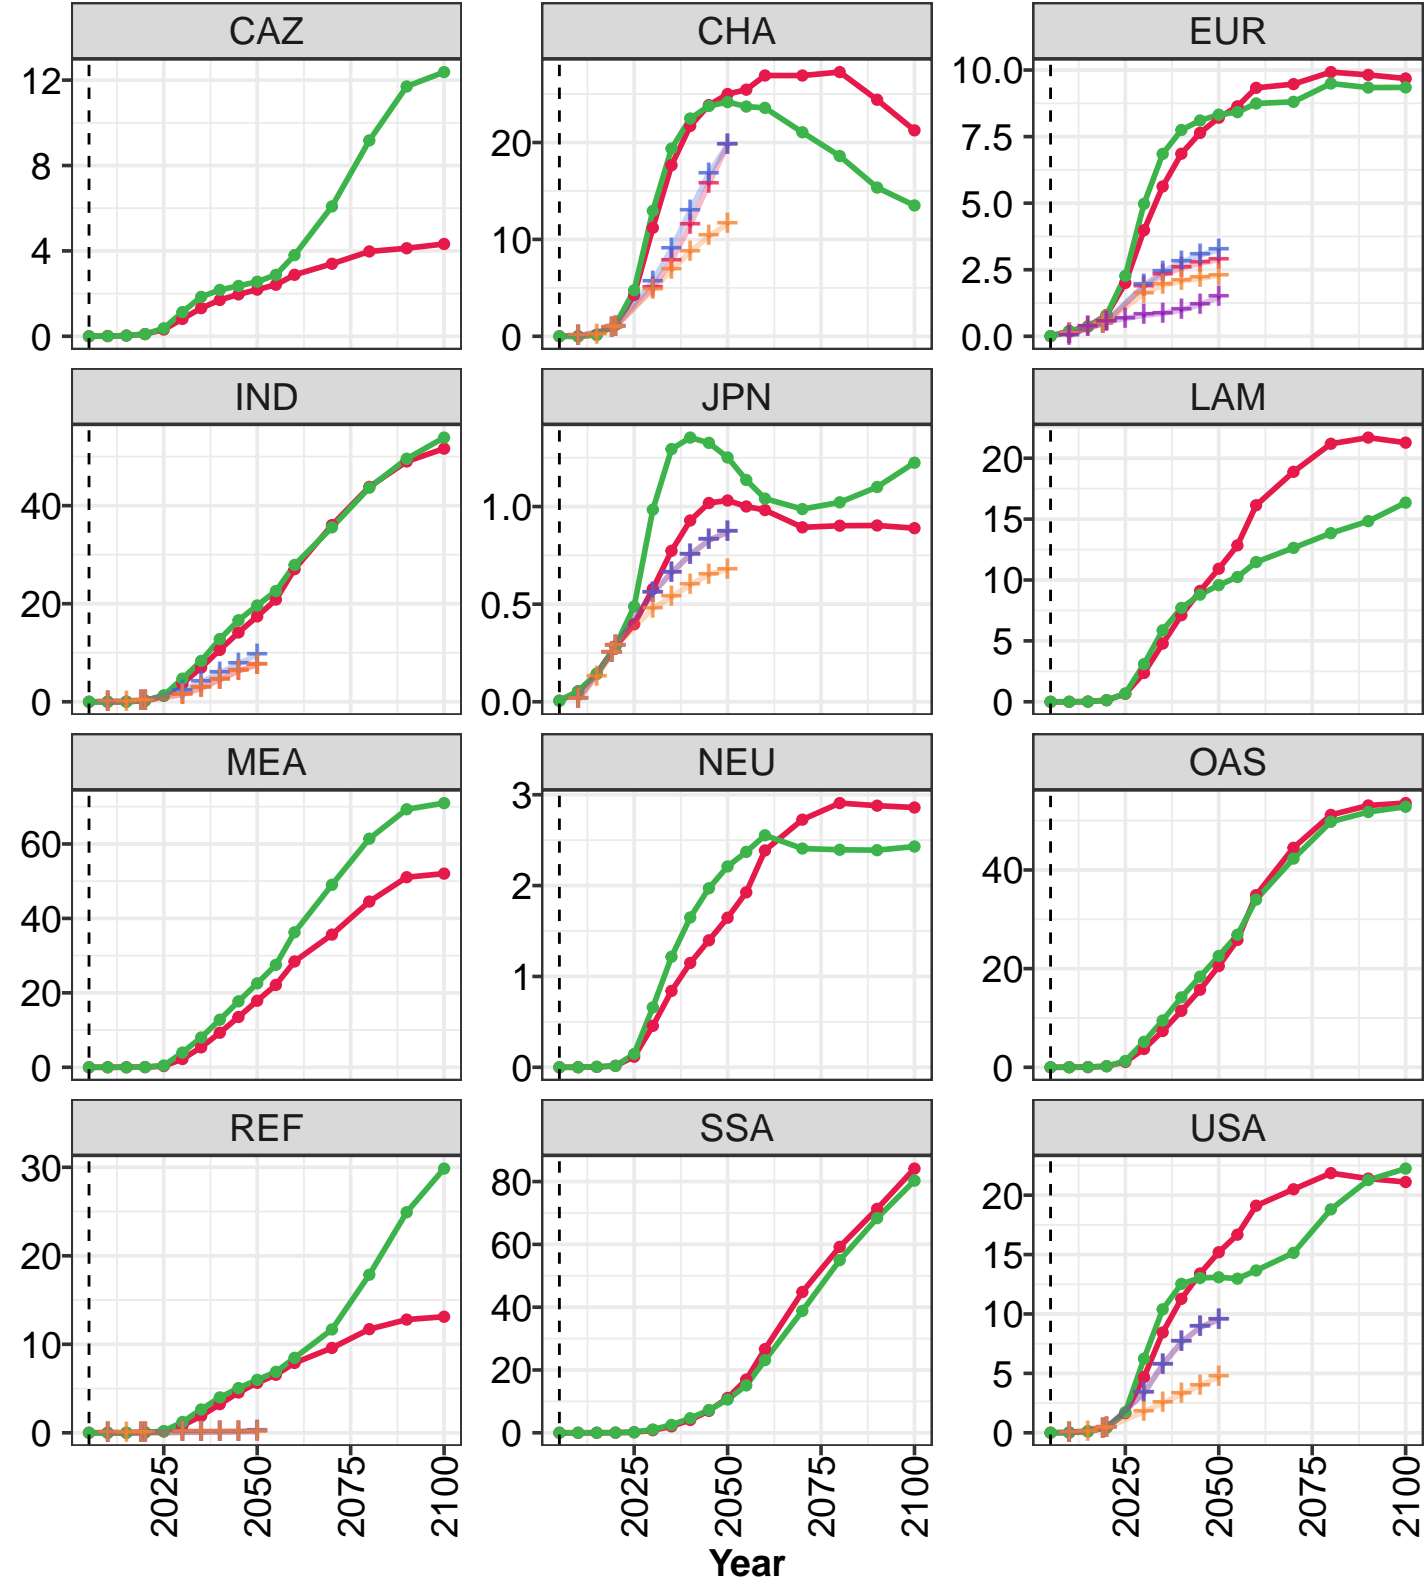 CAZ CHA EUR
12 8 4 0
20 10 0
10.0 7.5 5.0 2.5 0.0
IND JPN LAM
40 20 0
1.0 0.5 0.0
20 15 10 5 0
MEA NEU OAS
60 40 20 0
3 2 1 0
40 20 0
REF SSA USA
30 20 10 0
80 60 40 20 0
20 15 10 5 0
2025 2050 2075 2100 2025 2050 2075 2100 2025 2050 2075 2100
Year